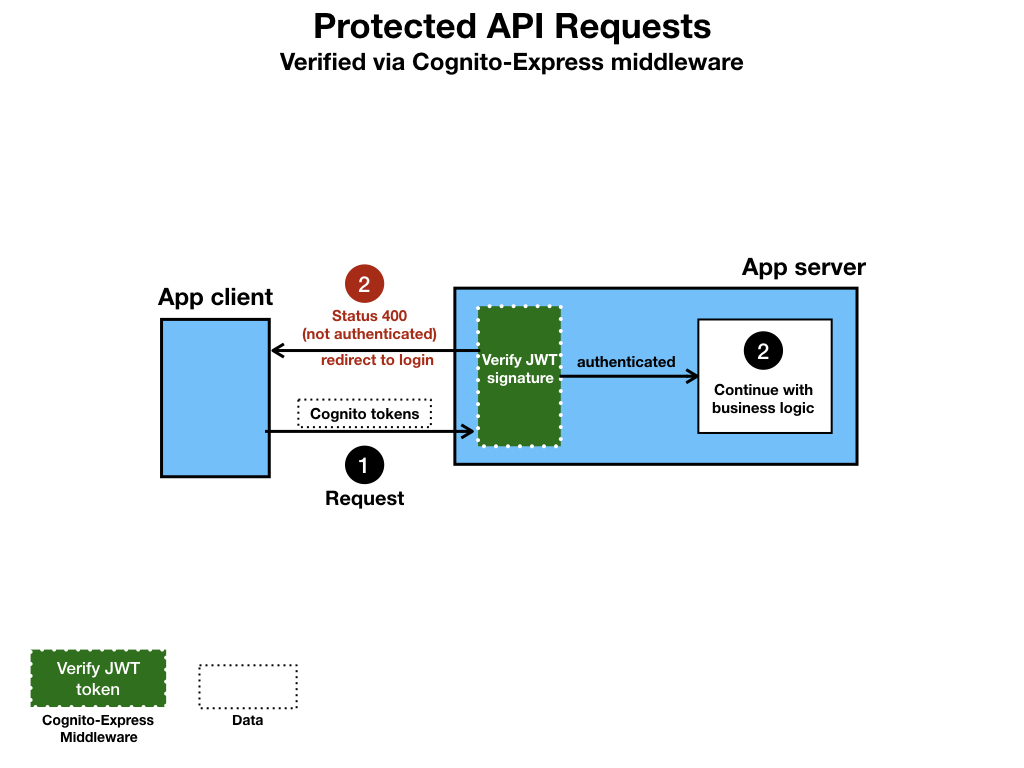 Protected API Requests
Verified via Cognito-Express middleware
App server
App client
2
Status 400
(not authenticated)
redirect to login
Verify JWT
signature
authenticated
2
Continue with
business logic
Cognito tokens
1
Request
Verify JWT
token
Cognito-Express
Middleware
Data